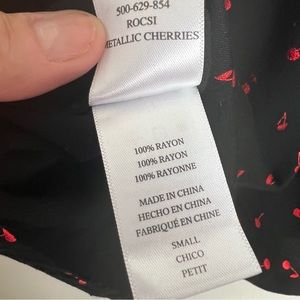 500-629-854
ROCSI
METALLIC CHERRIES
100% RAYON
100% RAYON
100% RAYONNE
MADE IN CHINA
HECHO EN CHINA
FABRIQUÉ EN CHINE
SMALL
CHICO
PETIT